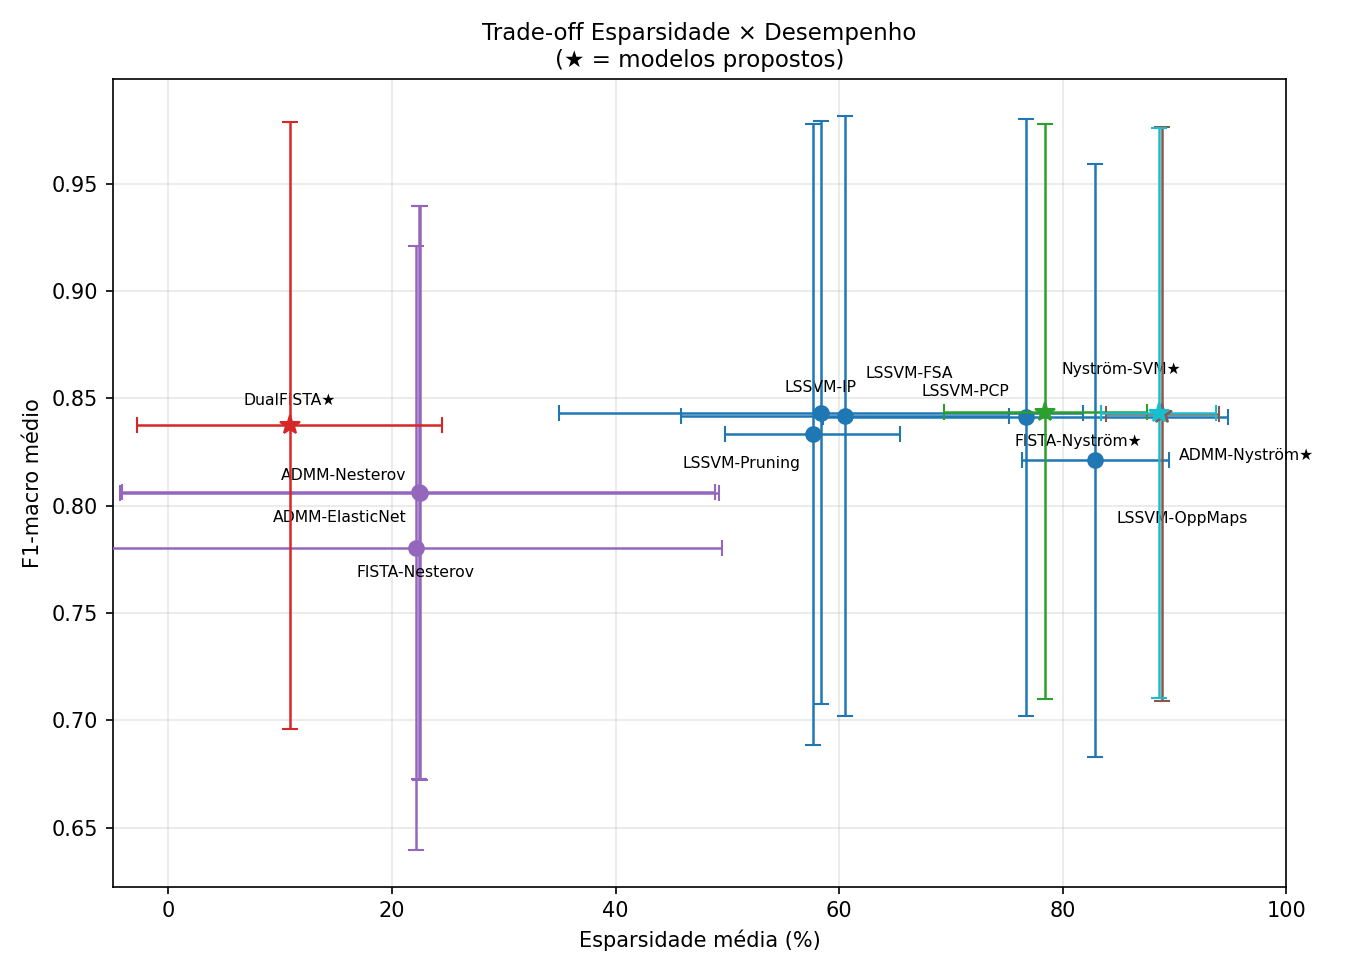 Trade-off Esparsidade × Desempenho
(★ = modelos propostos)
F1-macro médio
0.95
0.90
0.85
0.80
0.75
0.70
0.65
DualFISTA★
ADMM-Nesterov
ADMM-ElasticNet
FISTA-Nesterov
LSSVM-IP
LSSVM-FSA
LSSVM-PCP
LSSVM-Pruning
Nyström-SVM★
FISTA-Nyström★
ADMM-Nyström★
LSSVM-OppMaps
0
20
40
60
80
100
Esparsidade média (%)